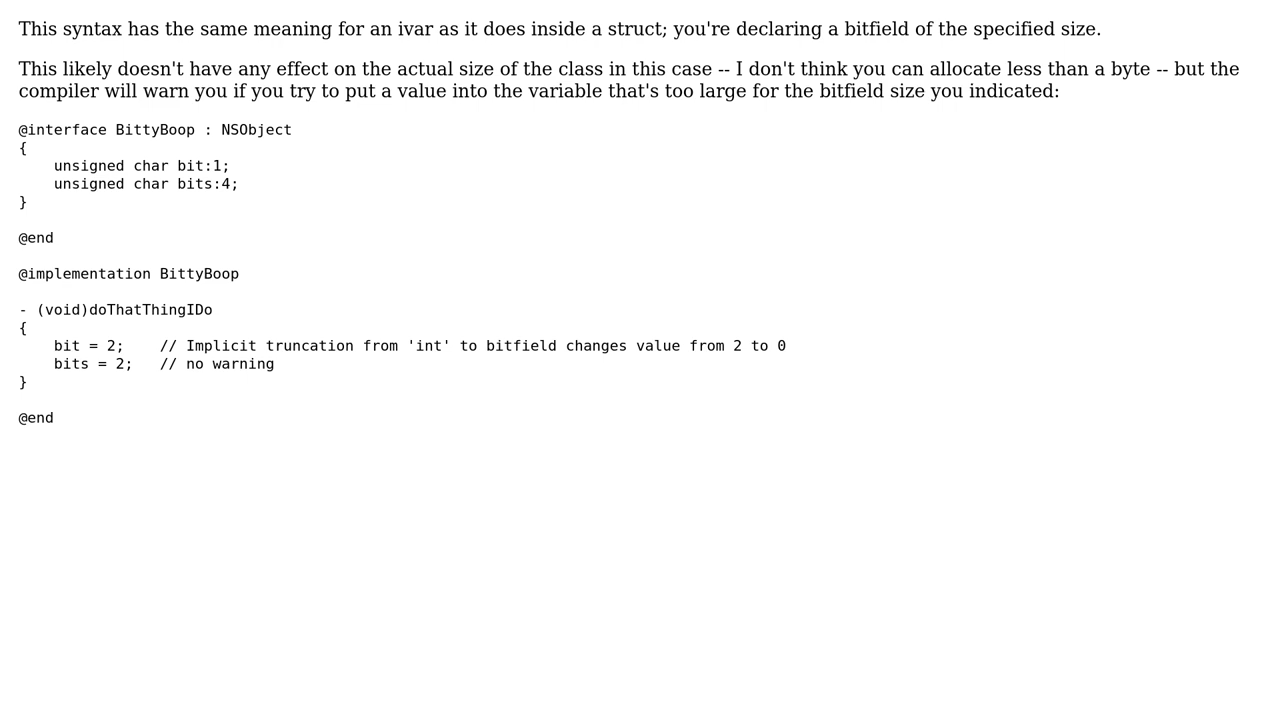 This syntax has the same meaning for an ivar as it does inside a struct; you're declaring a bitfield of the specified size.
This likely doesn't have any effect on the actual size of the class in this case -- I don't think you can allocate less than a byte -- but the
compiler will warn you if you try to put a value into the variable that's too large for the bitfield size you indicated:
@interface BittyBoop : NSObject
{
    unsigned char bit:1;
    unsigned char bits:4;
}
@end
@implementation BittyBoop
- (void)doThatThingIDo
{
    bit = 2;    // Implicit truncation from 'int' to bitfield changes value from 2 to 0
    bits = 2;   // no warning
}
@end